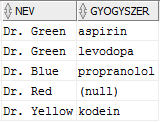 NEV GYOGYSZER
Dr. Green aspirin
Dr. Green levodopa
Dr. Blue propranolol
Dr. Red (null)
Dr. Yellow kodein